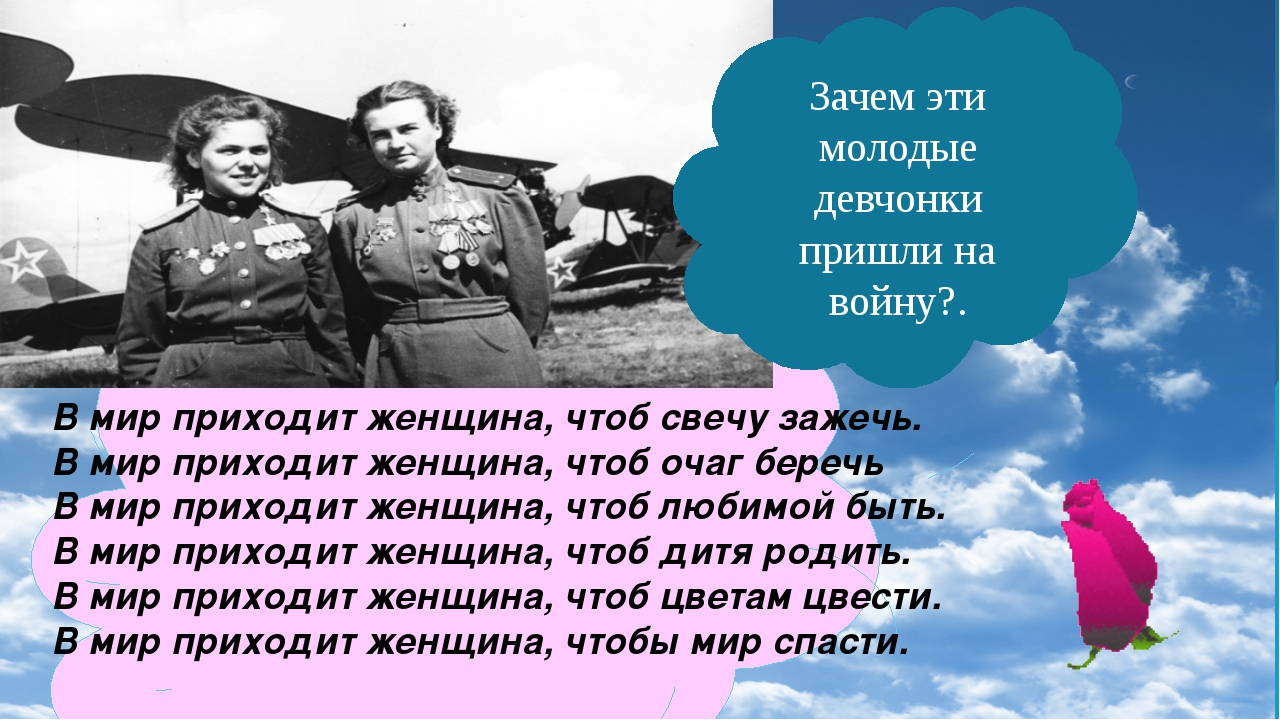 Зачем эти
молодые
девчонки
пришли на
войну?.
В мир приходит женщина, чтоб свечу зажечь.
В мир приходит женщина, чтоб очаг беречь
В мир приходит женщина, чтоб любимой быть.
В мир приходит женщина, чтоб дитя родить.
В мир приходит женщина, чтоб цветам цвести.
В мир приходит женщина, чтобы мир спасти.